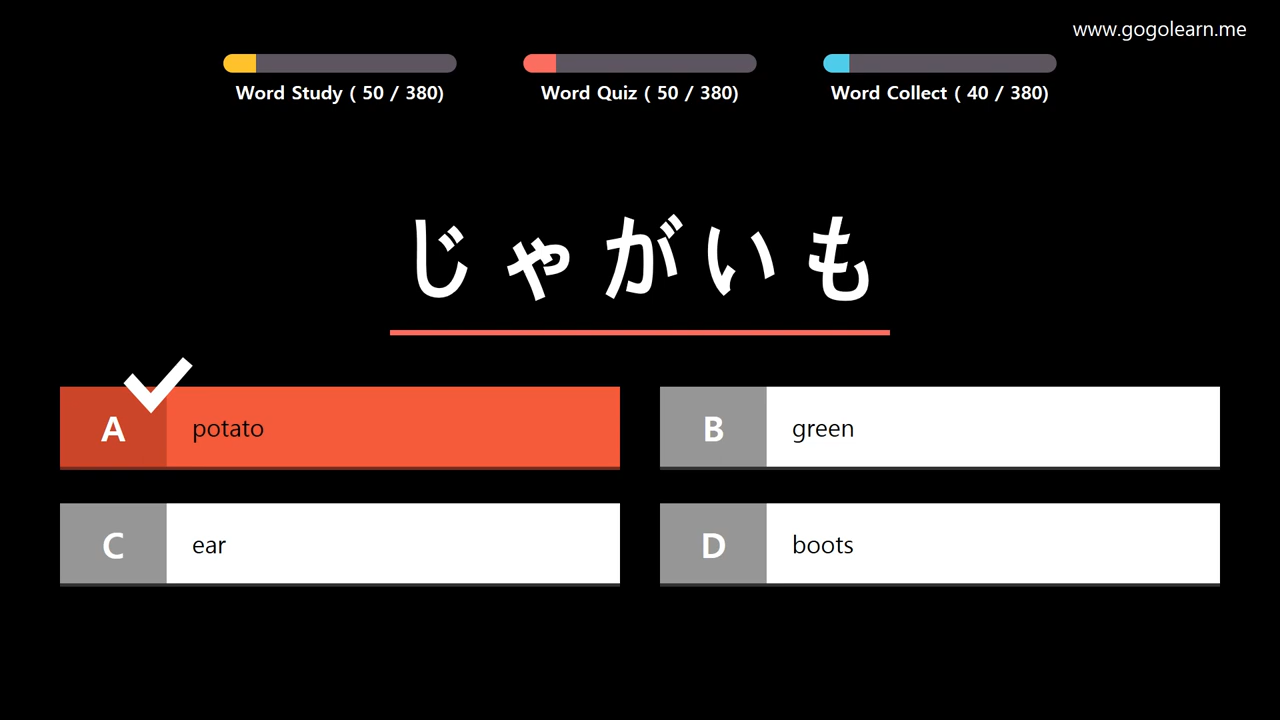 www.gogolearn.me
Word Study ( 50 / 380)
Word Quiz ( 50 / 380)
Word Collect ( 40 / 380)
じゃがいも
A potato
B green
C ear
D boots